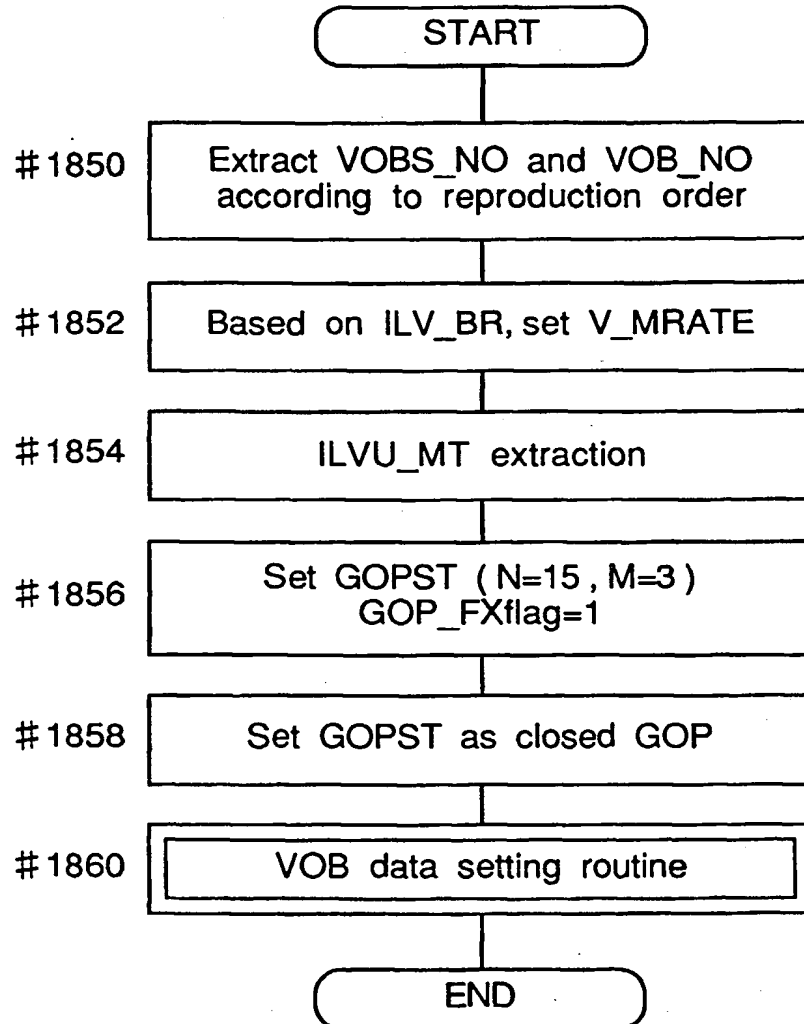 START
#1850
Extract VOBS_NO and VOB_NO
according to reproduction order
#1852
Based on ILV_BR, set V_MRATE
#1854
ILVU_MT extraction
#1856
Set GOPST (N=15, M=3)
GOP_FXflag=1
#1858
Set GOPST as closed GOP
#1860
VOB data setting routine
END